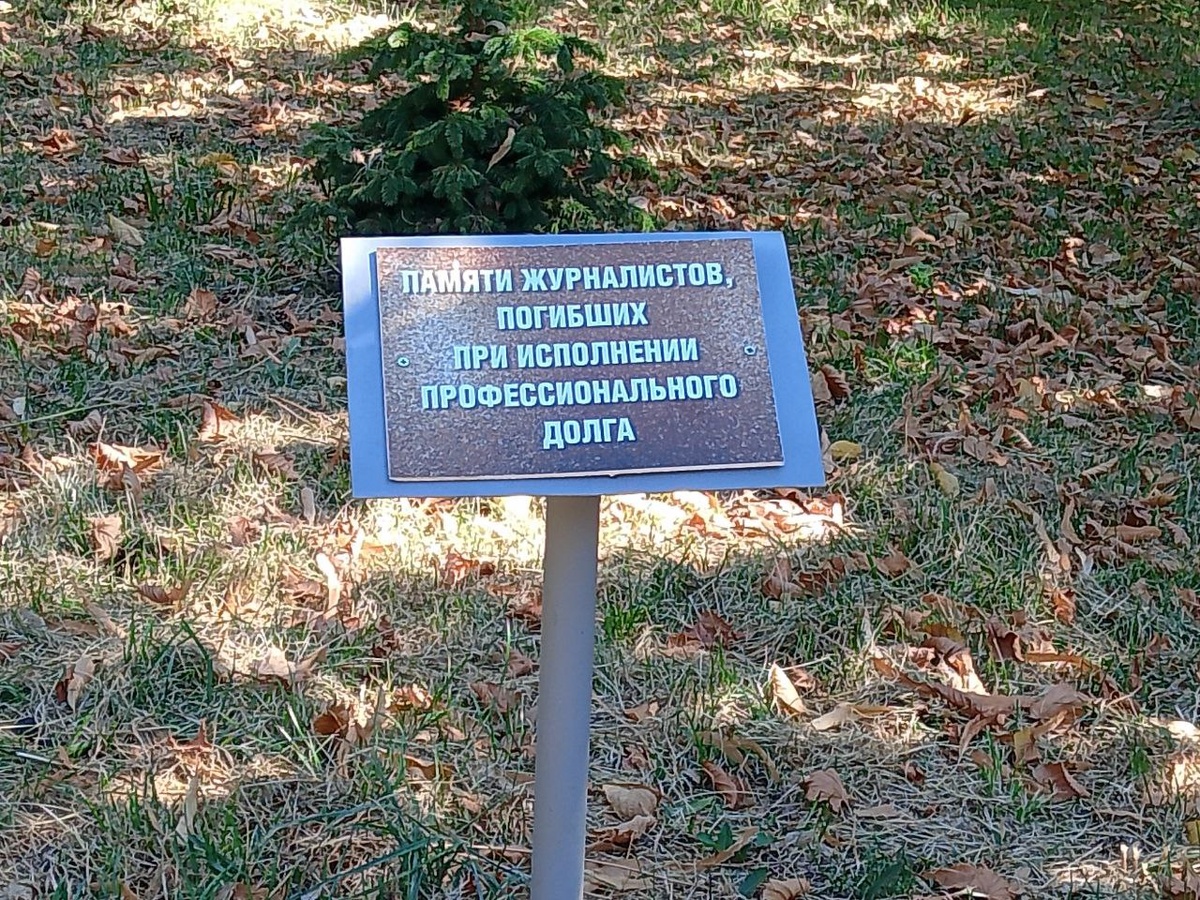 ПАМЯТИ ЖУРНАЛИСТОВ,
ПОГИБШИХ
ПРИ ИСПОЛНЕНИИ
ПРОФЕССИОНАЛЬНОГО
ДОЛГА